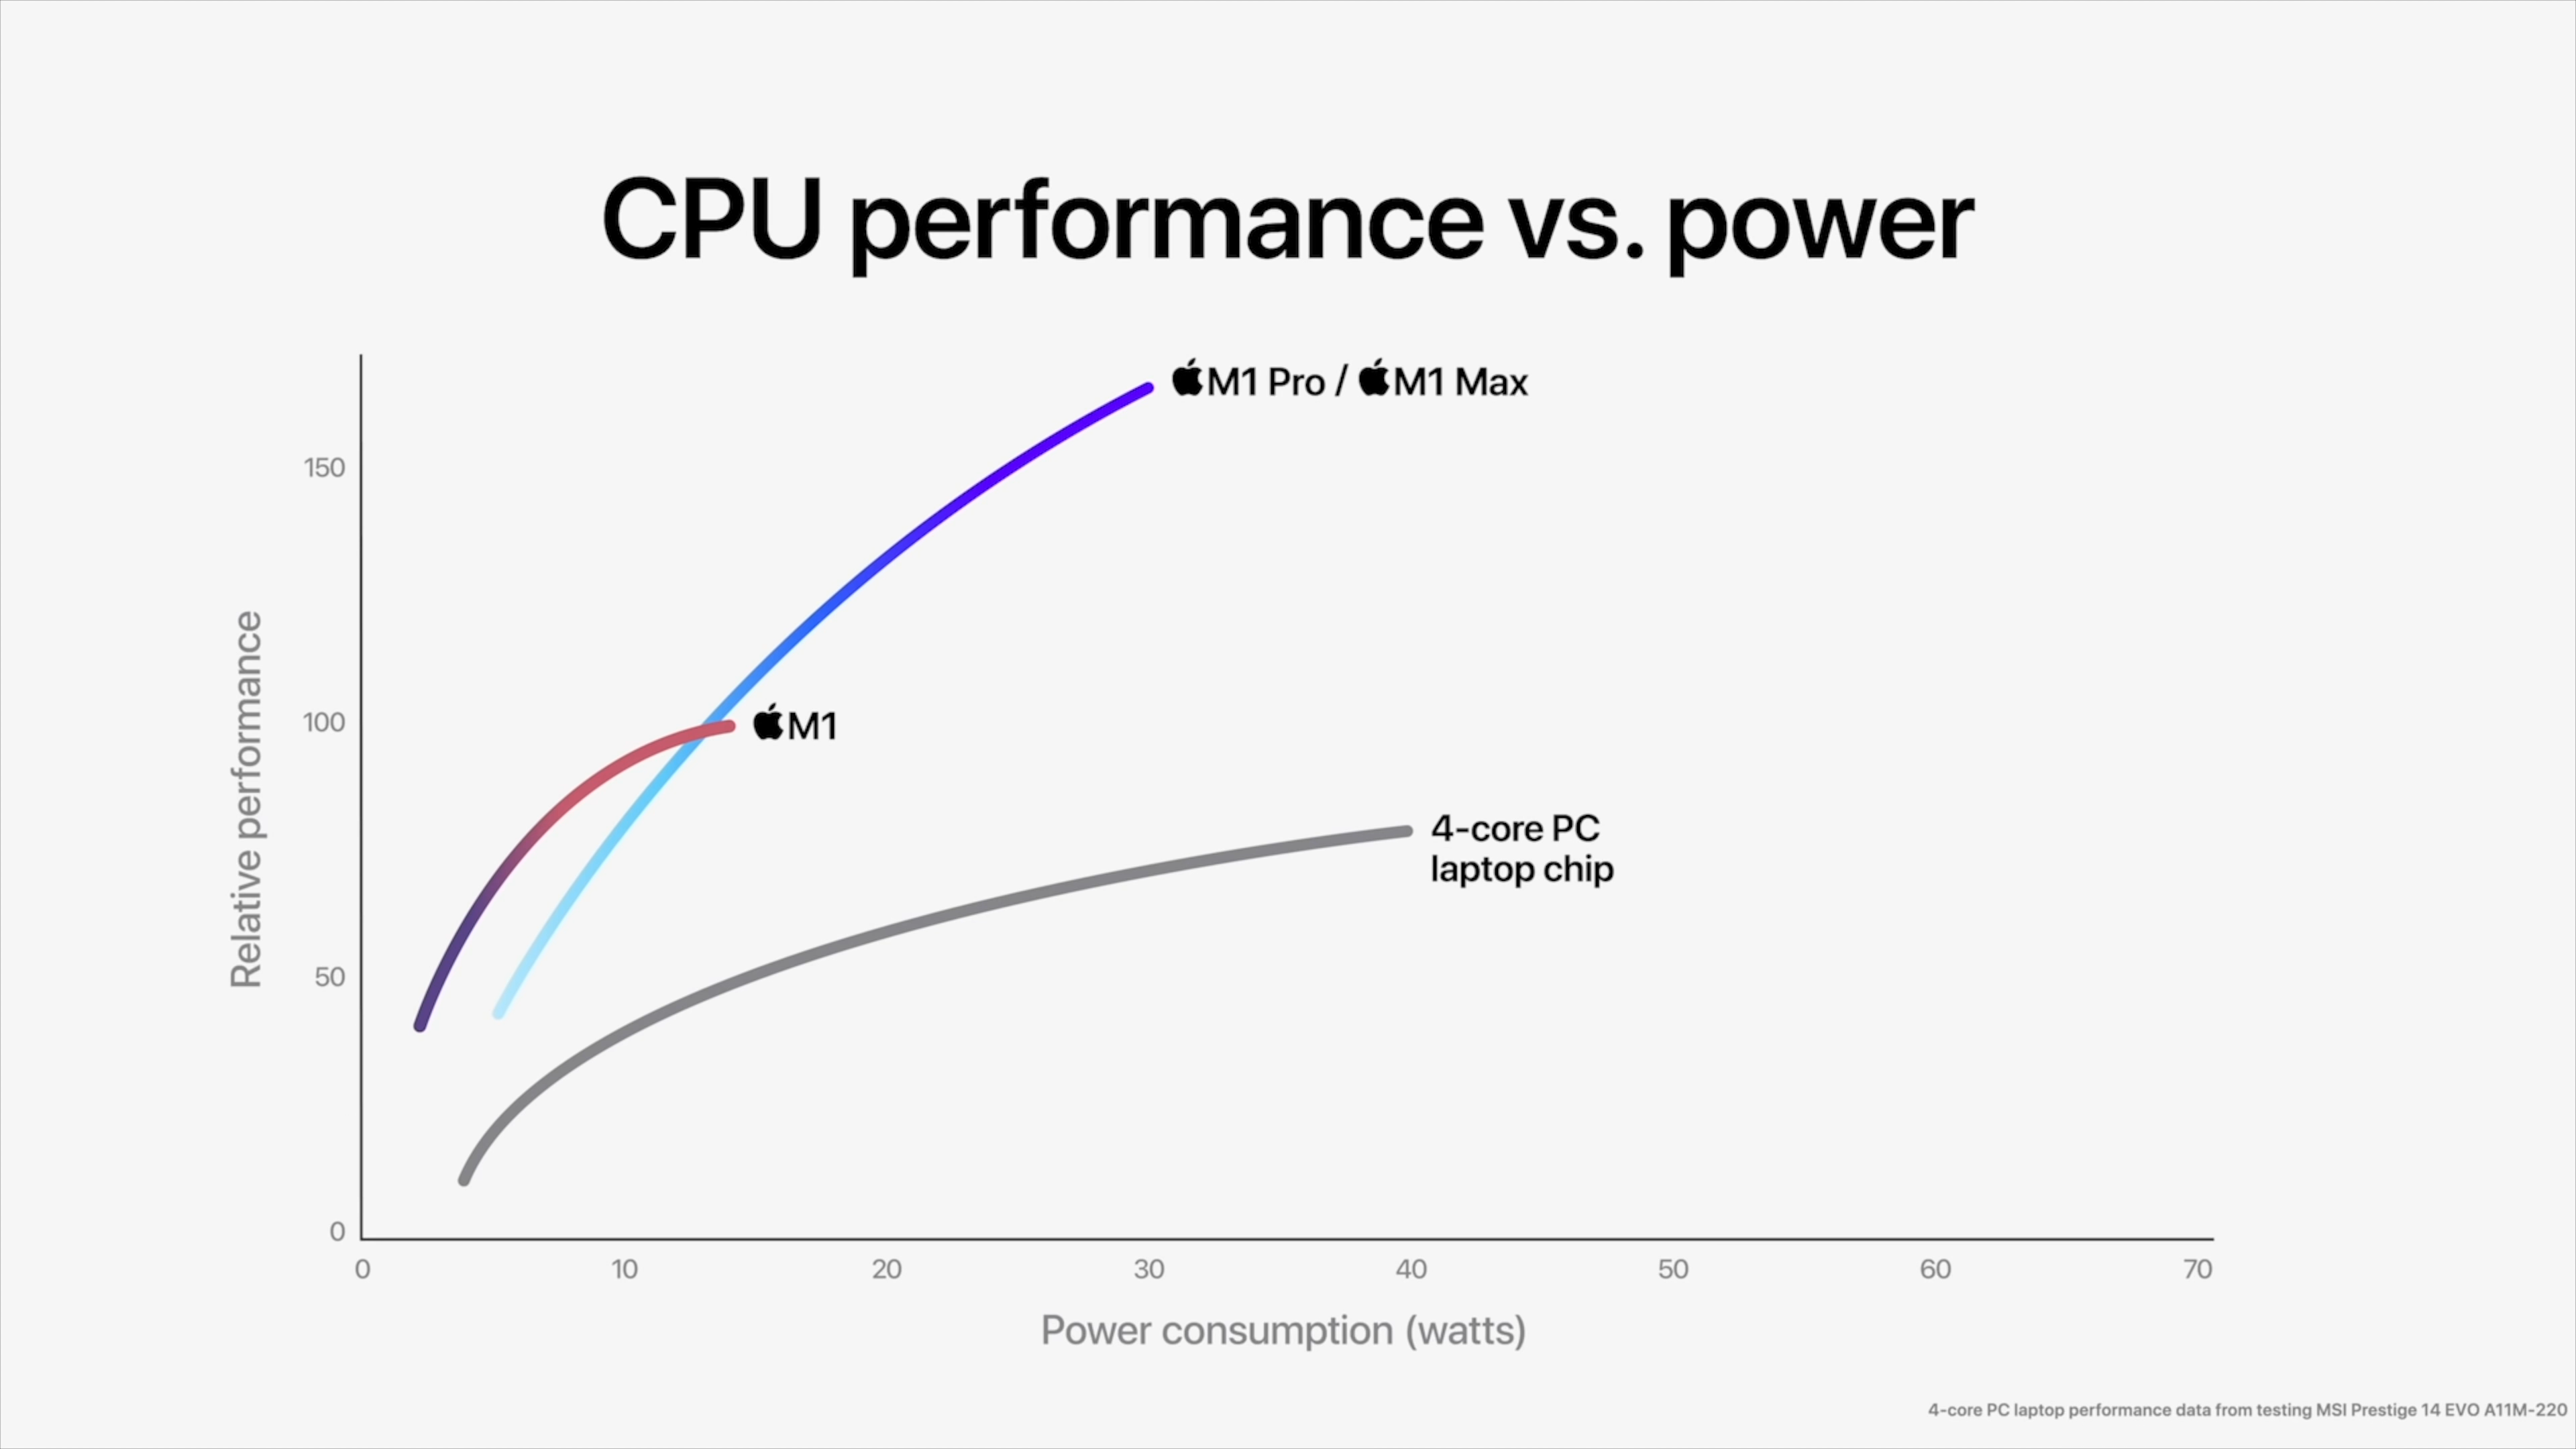 CPU performance vs. power
M1 Pro / M1 Max
150
100
M1
Relative performance
4-core PC
laptop chip
50
0
0 10 20 30 40 50 60 70
Power consumption (watts)
4-core PC laptop performance data from testing MSI Prestige 14 EVO A11M-220